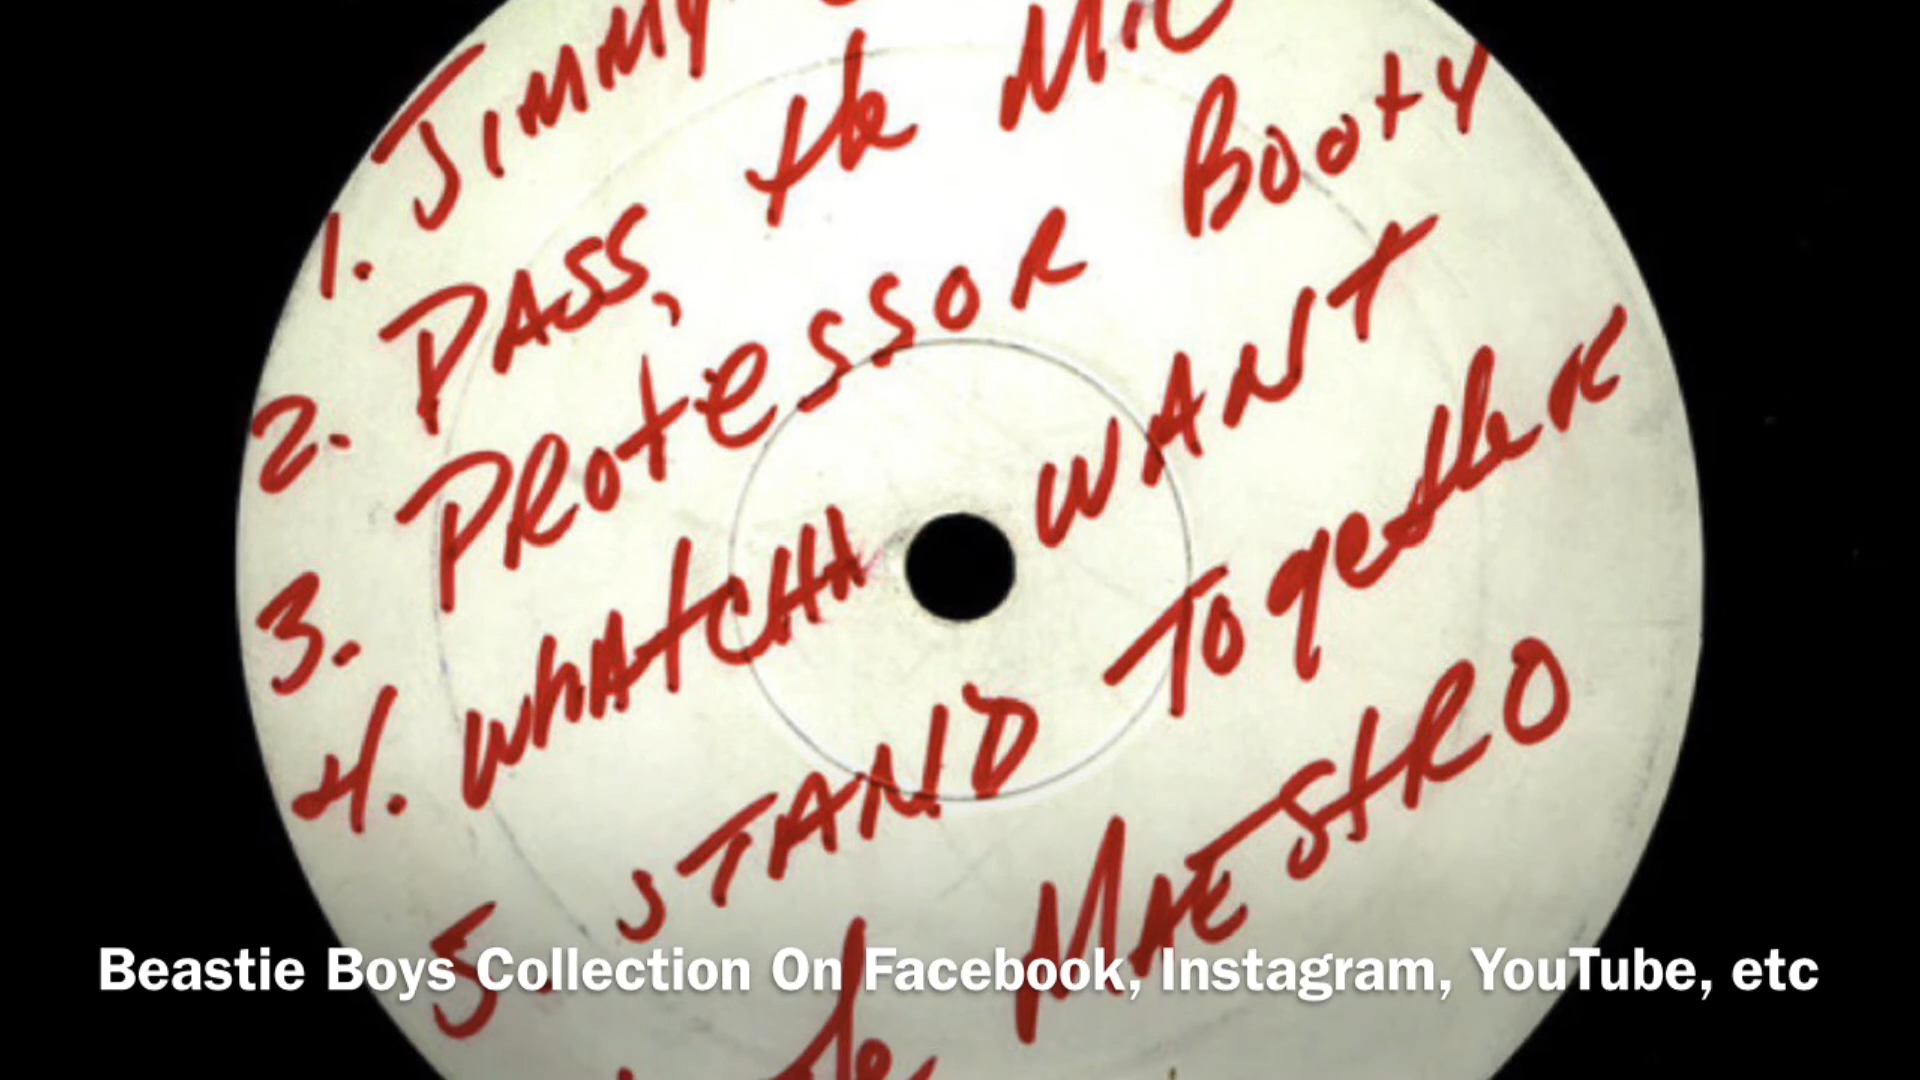 1. JIMMY
2. PASS, the MIC
3. PROFESSOR BOOTY
4. WHATCHA WANT
5. STAND TOgether
the MAESTRO
Beastie Boys Collection On Facebook, Instagram, YouTube, etc